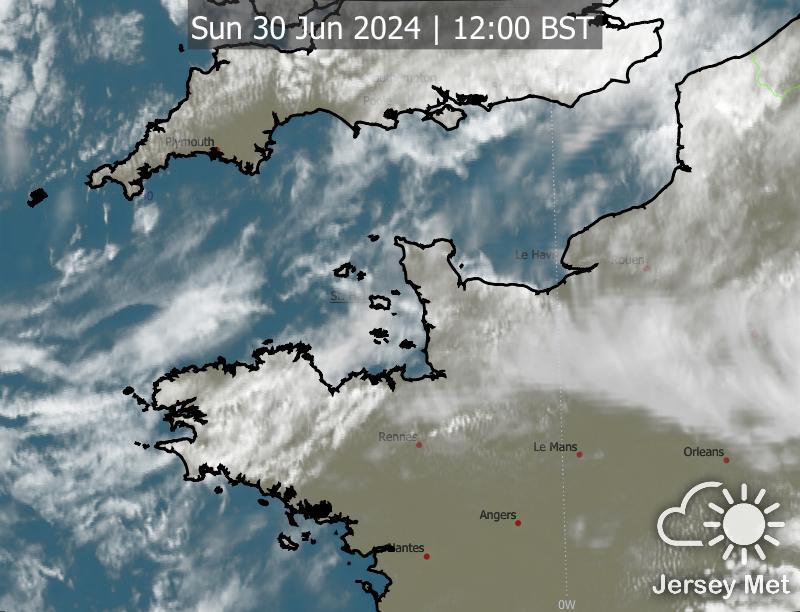 Sun 30 Jun 2024 | 12:00 BST
Plymouth
Le Hav
Rouen
Rennes
Le Mans
Orleans
Angers
Nantes
Jersey Met
0W